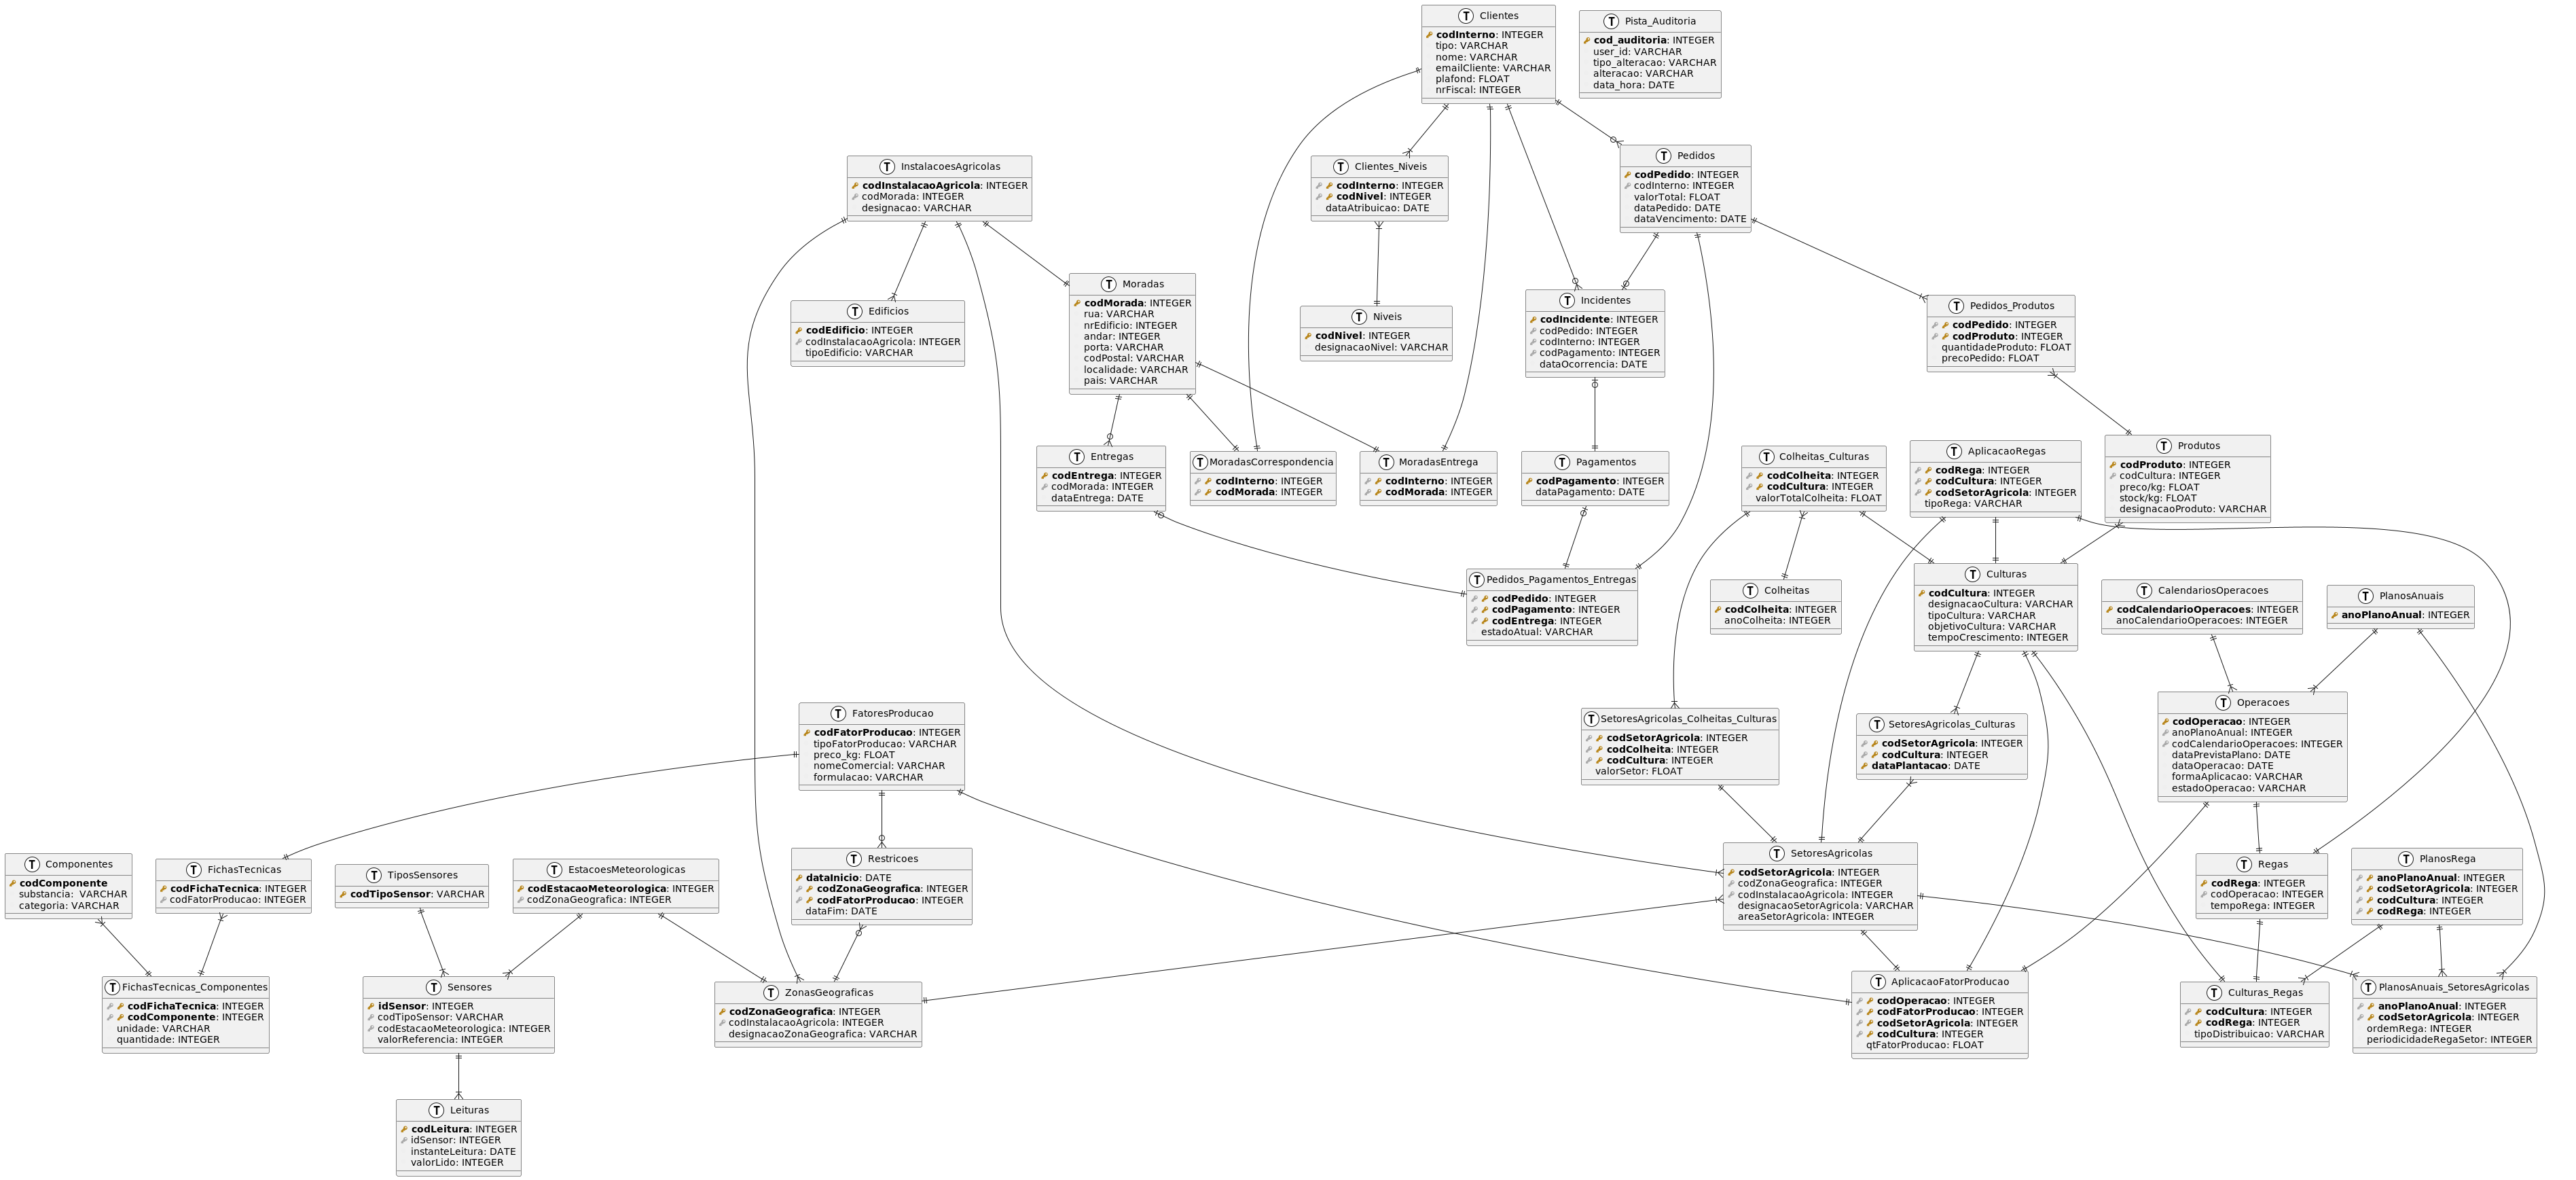 Clientes
codInterno: INTEGER
tipo: VARCHAR
nome: VARCHAR
emailCliente: VARCHAR
plafond: FLOAT
nrFiscal: INTEGER
Pista_Auditoria
cod_auditoria: INTEGER
user_id: VARCHAR
tipo_alteracao: VARCHAR
alteracao: VARCHAR
data_hora: DATE
InstalacoesAgricolas
codInstalacaoAgricola: INTEGER
codMorada: INTEGER
designacao: VARCHAR
Clientes_Niveis
codInterno: INTEGER
codNivel: INTEGER
dataAtribuicao: DATE
Pedidos
codPedido: INTEGER
codInterno: INTEGER
valorTotal: FLOAT
dataPedido: DATE
dataVencimento: DATE
Edificios
codEdificio: INTEGER
codInstalacaoAgricola: INTEGER
tipoEdificio: VARCHAR
Moradas
codMorada: INTEGER
rua: VARCHAR
nrEdificio: INTEGER
andar: INTEGER
porta: VARCHAR
codPostal: VARCHAR
localidade: VARCHAR
pais: VARCHAR
Niveis
codNivel: INTEGER
designacaoNivel: VARCHAR
Incidentes
codIncidente: INTEGER
codPedido: INTEGER
codInterno: INTEGER
codPagamento: INTEGER
dataOcorrencia: DATE
Pedidos_Produtos
codPedido: INTEGER
codProduto: INTEGER
quantidadeProduto: FLOAT
precoPedido: FLOAT
Entregas
codEntrega: INTEGER
codMorada: INTEGER
dataEntrega: DATE
MoradasCorrespondencia
codInterno: INTEGER
codMorada: INTEGER
MoradasEntrega
codInterno: INTEGER
codMorada: INTEGER
Pagamentos
codPagamento: INTEGER
dataPagamento: DATE
Colheitas_Culturas
codColheita: INTEGER
codCultura: INTEGER
valorTotalColheita: FLOAT
AplicacaoRegas
codRega: INTEGER
codCultura: INTEGER
codSetorAgricola: INTEGER
tipoRega: VARCHAR
Produtos
codProduto: INTEGER
codCultura: INTEGER
preco/kg: FLOAT
stock/kg: FLOAT
designacaoProduto: VARCHAR
Pedidos_Pagamentos_Entregas
codPedido: INTEGER
codPagamento: INTEGER
codEntrega: INTEGER
estadoAtual: VARCHAR
Colheitas
codColheita: INTEGER
anoColheita: INTEGER
Culturas
codCultura: INTEGER
designacaoCultura: VARCHAR
tipoCultura: VARCHAR
objetivoCultura: VARCHAR
tempoCrescimento: INTEGER
CalendariosOperacoes
codCalendarioOperacoes: INTEGER
anoCalendarioOperacoes: INTEGER
PlanosAnuais
anoPlanoAnual: INTEGER
FatoresProducao
codFatorProducao: INTEGER
tipoFatorProducao: VARCHAR
preco_kg: FLOAT
nomeComercial: VARCHAR
formulacao: VARCHAR
SetoresAgricolas_Colheitas_Culturas
codSetorAgricola: INTEGER
codColheita: INTEGER
codCultura: INTEGER
valorSetor: FLOAT
SetoresAgricolas_Culturas
codSetorAgricola: INTEGER
codCultura: INTEGER
dataPlantacao: DATE
Operacoes
codOperacao: INTEGER
anoPlanoAnual: INTEGER
codCalendarioOperacoes: INTEGER
dataPrevistaPlano: DATE
dataOperacao: DATE
formaAplicacao: VARCHAR
estadoOperacao: VARCHAR
Componentes
codComponente
substancia: VARCHAR
categoria: VARCHAR
FichasTecnicas
codFichaTecnica: INTEGER
codFatorProducao: INTEGER
TiposSensores
codTipoSensor: VARCHAR
EstacoesMeteorologicas
codEstacaoMeteorologica: INTEGER
codZonaGeografica: INTEGER
Restricoes
dataInicio: DATE
codZonaGeografica: INTEGER
codFatorProducao: INTEGER
dataFim: DATE
SetoresAgricolas
codSetorAgricola: INTEGER
codZonaGeografica: INTEGER
codInstalacaoAgricola: INTEGER
designacaoSetorAgricola: VARCHAR
areaSetorAgricola: INTEGER
Regas
codRega: INTEGER
codOperacao: INTEGER
tempoRega: INTEGER
PlanosRega
anoPlanoAnual: INTEGER
codSetorAgricola: INTEGER
codCultura: INTEGER
codRega: INTEGER
FichasTecnicas_Componentes
codFichaTecnica: INTEGER
codComponente: INTEGER
unidade: VARCHAR
quantidade: INTEGER
Sensores
idSensor: INTEGER
codTipoSensor: VARCHAR
codEstacaoMeteorologica: INTEGER
valorReferencia: INTEGER
ZonasGeograficas
codZonaGeografica: INTEGER
codInstalacaoAgricola: INTEGER
designacaoZonaGeografica: VARCHAR
AplicacaoFatorProducao
codOperacao: INTEGER
codFatorProducao: INTEGER
codSetorAgricola: INTEGER
codCultura: INTEGER
qtFatorProducao: FLOAT
Culturas_Regas
codCultura: INTEGER
codRega: INTEGER
tipoDistribuicao: VARCHAR
PlanosAnuais_SetoresAgricolas
anoPlanoAnual: INTEGER
codSetorAgricola: INTEGER
ordemRega: INTEGER
periodicidadeRegaSetor: INTEGER
Leituras
codLeitura: INTEGER
idSensor: INTEGER
instanteLeitura: DATE
valorLido: INTEGER